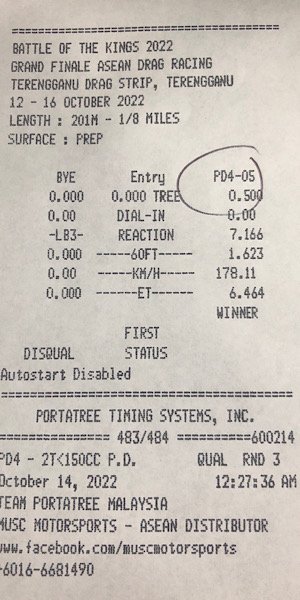 =================================
BATTLE OF THE KINGS 2022
GRAND FINALE ASEAN DRAG RACING
TERENGGANU DRAG STRIP, TERENGGANU
12 - 16 OCTOBER 2022
LENGTH : 201M - 1/8 MILES
SURFACE : PREP
BYE Entry PD4-05
0.000 0.000 TREE 0.500
0.00 DIAL-IN 0.00
-LB3- REACTION 7.166
0.000 ------60FT----- 1.623
0.00 -----KM/H----- 178.11
0.000 ------ET----- 6.464
WINNER
FIRST
DISQUAL STATUS
Autostart Disabled
=================================
PORTATREE TIMING SYSTEMS, INC.
============== 483/484 ==========600214
PD4 - 2T<150CC P.D. QUAL RND 3
October 14, 2022 12:27:36 AM
TEAM PORTATREE MALAYSIA
MUSC MOTORSPORTS - ASEAN DISTRIBUTOR
www.facebook.com/muscmotorsports
+6016-6681490